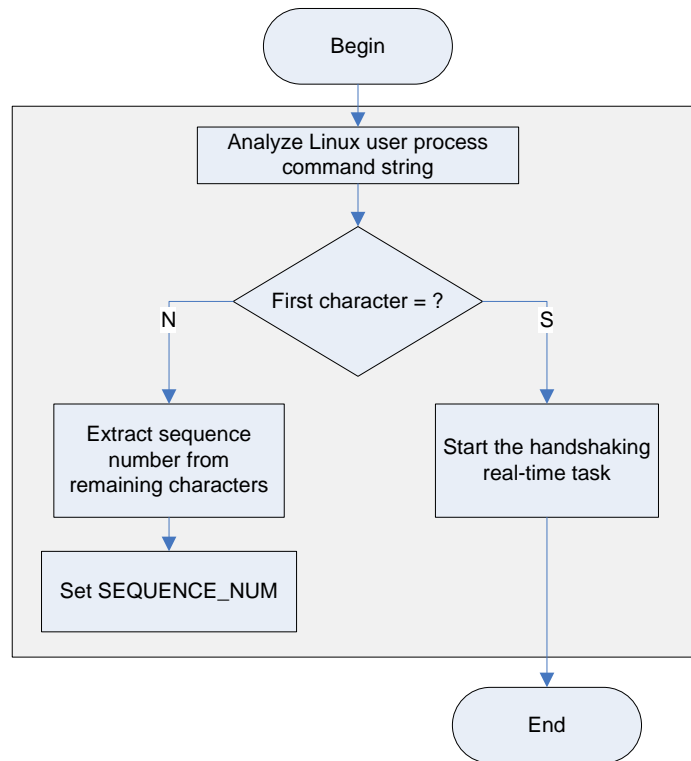 Begin
Analyze Linux user process
command string
First character = ?
N
S
Extract sequence
number from
remaining characters
Start the handshaking
real-time task
Set SEQUENCE_NUM
End